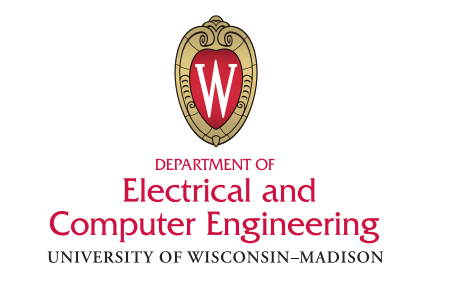 W
DEPARTMENT OF
Electrical and
Computer Engineering
UNIVERSITY OF WISCONSIN–MADISON